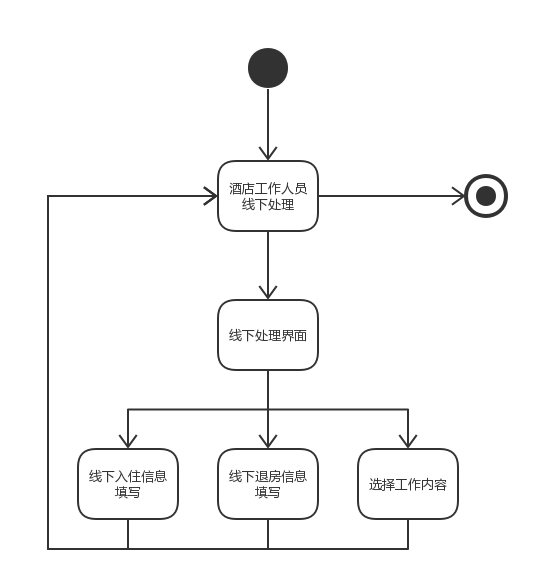 酒店工作人员
线下处理
线下处理界面
线下入住信息
填写
线下退房信息
填写
选择工作内容